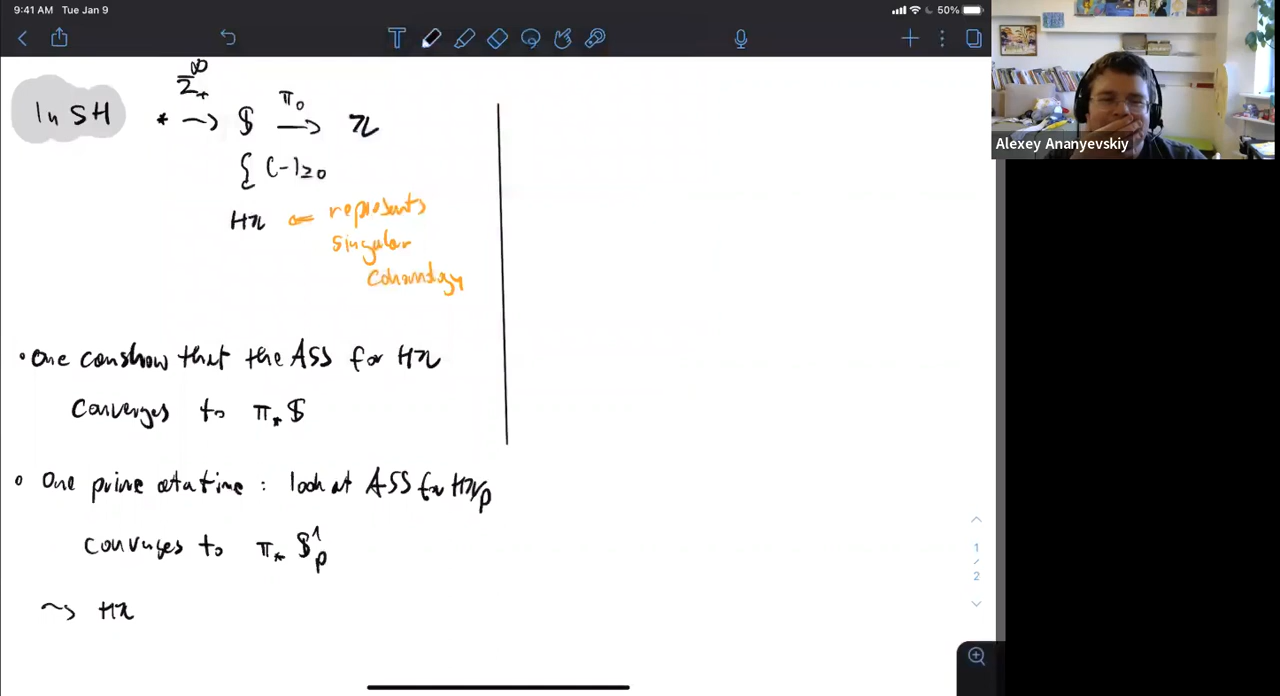 9:41 AM Tue Jan 9
50%
Alexey Ananyevskiy
In SH
Σ^∞_+
* → $ →^{π_0} ℤ
(-)≥0
Hℤ ← represents
singular
cohomology
• One can show that the ASS for Hℤ
converges to π_* $
• One prime at a time : look at ASS for Hℤ/p
converges to π_* $^∧_p
⇝ Hℤ
1
/
2